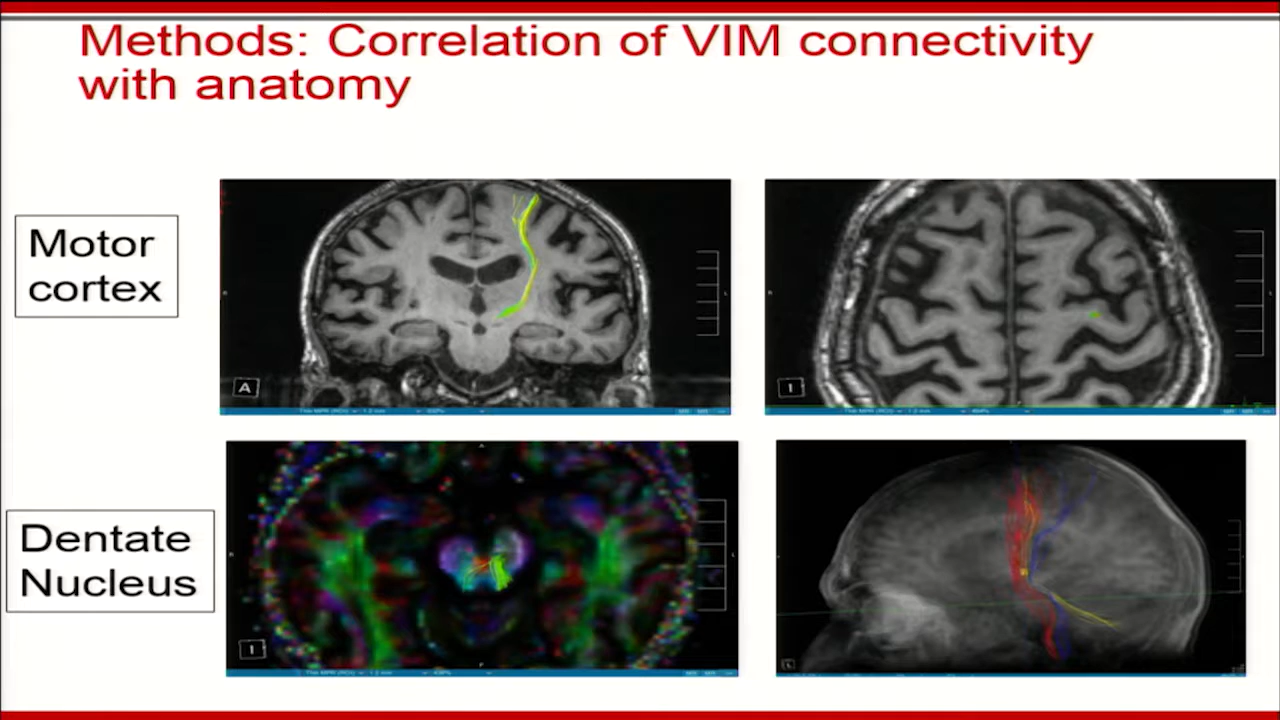 Methods: Correlation of VIM connectivity
with anatomy
Motor
cortex
A
I
Dentate
Nucleus
I
L